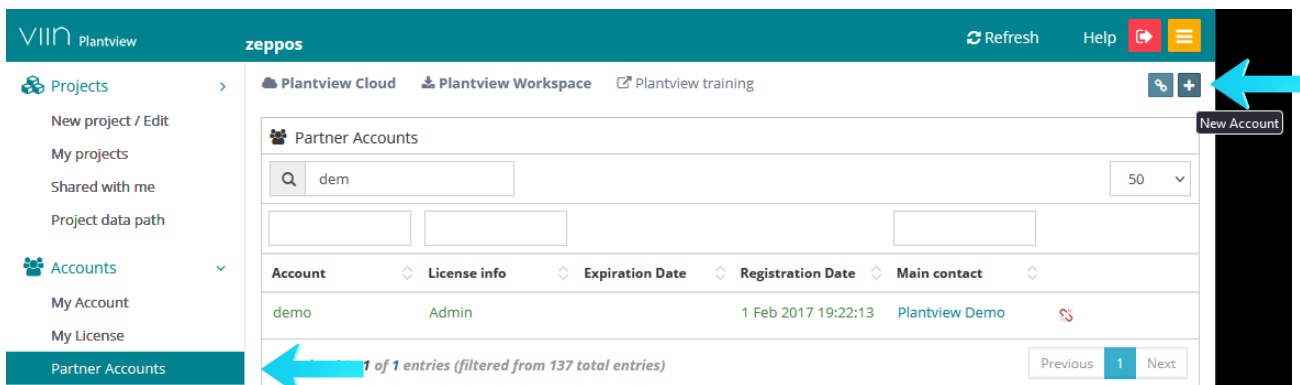 VIIN Plantview
zeppos
Refresh
Help
Projects
New project / Edit
My projects
Shared with me
Project data path
Accounts
My Account
My License
Partner Accounts
Plantview Cloud Plantview Workspace Plantview training
New Account
Partner Accounts
dem
50
Account License info Expiration Date Registration Date Main contact
demo Admin 1 Feb 2017 19:22:13 Plantview Demo
1 of 1 entries (filtered from 137 total entries)
Previous 1 Next